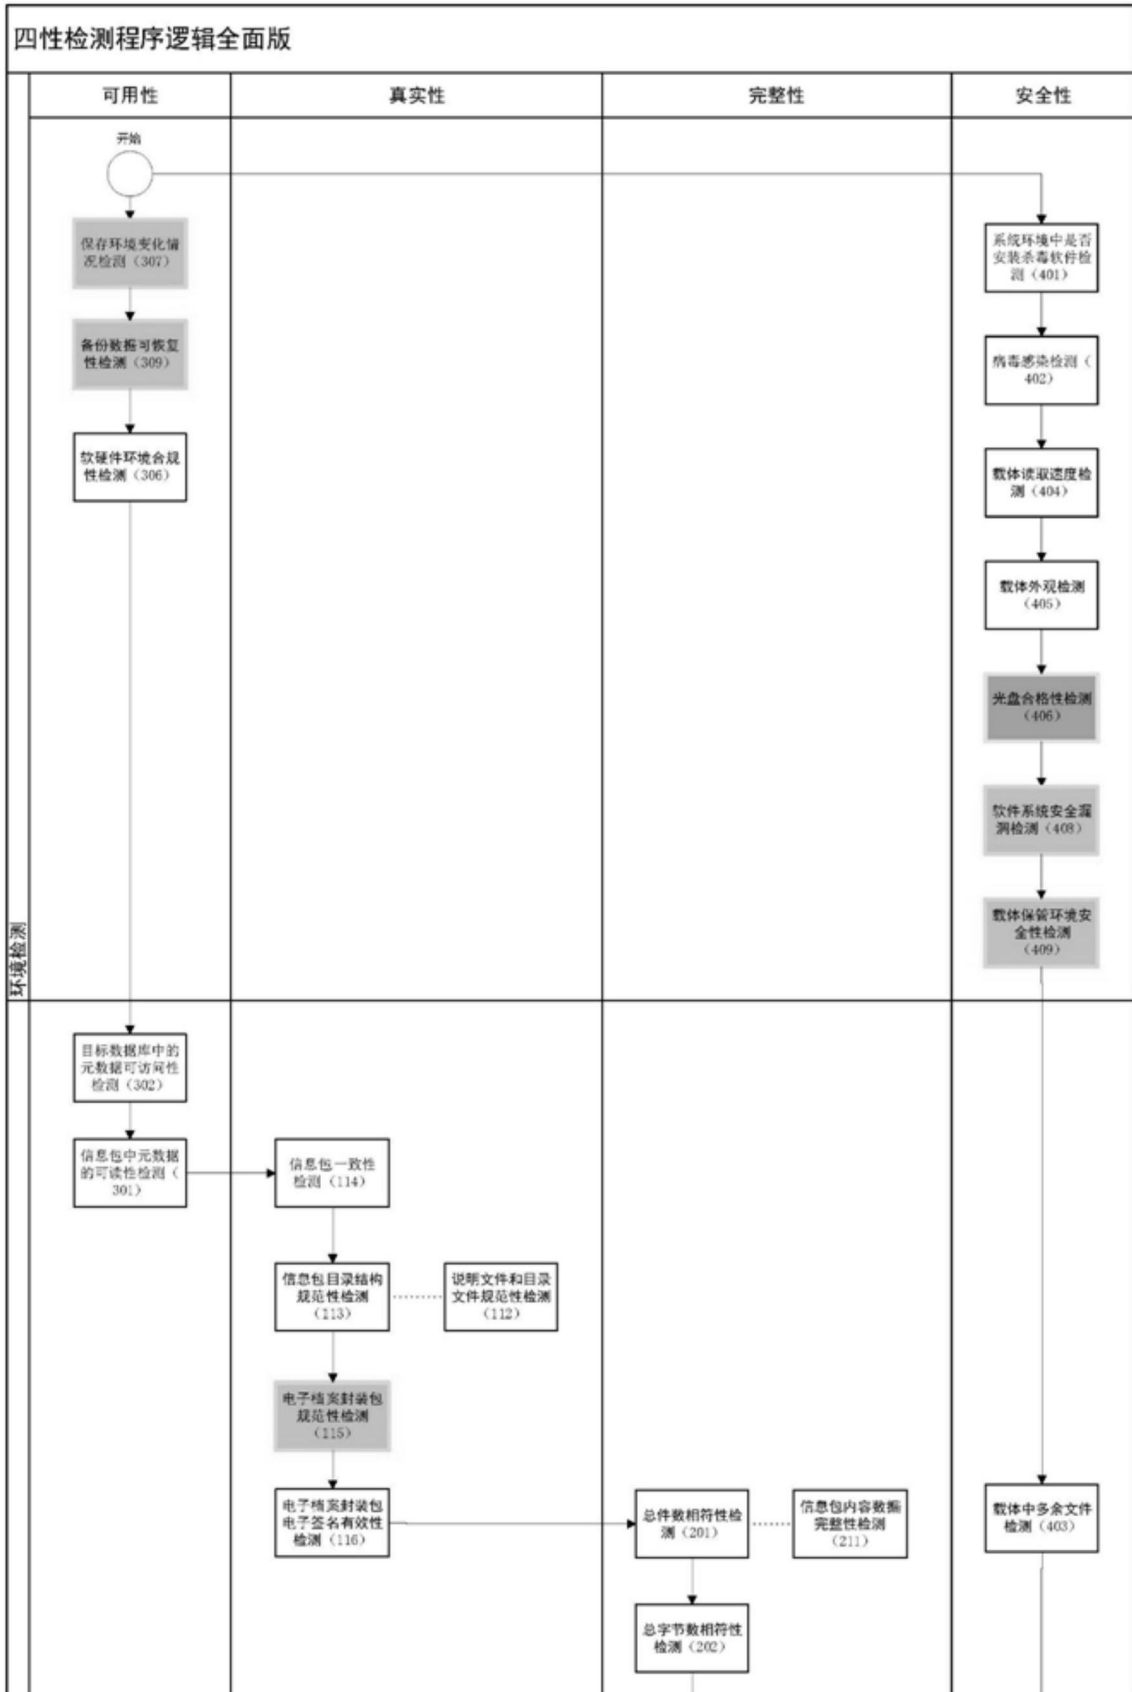 四性检测程序逻辑全面版
可用性
真实性
完整性
安全性
开始
保存环境变化情
况检测（307）
备份数据可恢复
性检测（309）
软硬件环境合规
性检测（306）
系统环境中是否
安装杀毒软件检
测（401）
病毒感染检测（
402）
载体读取速度检
测（404）
载体外观检测
（405）
光盘合格性检测
（406）
软件系统安全漏
洞检测（408）
载体保管环境安
全性检测
（409）
环境检测
目标数据库中的
元数据可访问性
检测（302）
信息包中元数据
的可读性检测（
301）
信息包一致性
检测（114）
信息包目录结构
规范性检测
（113）
说明文件和目录
文件规范性检测
（112）
电子档案封装包
规范性检测
（115）
电子档案封装包
电子签名有效性
检测（116）
总件数相符性检
测（201）
信息包内容数据
完整性检测
（211）
载体中多余文件
检测（403）
总字节数相符性
检测（202）